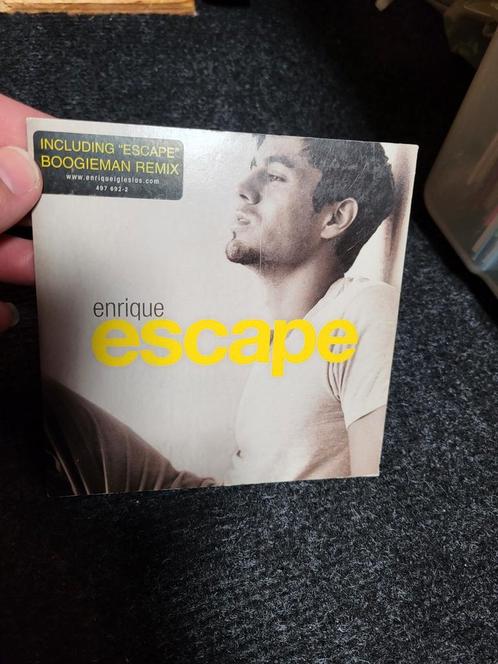 INCLUDING "ESCAPE"
BOOGIEMAN REMIX
www.enriqueiglesias.com
497 692-2
enrique
escape